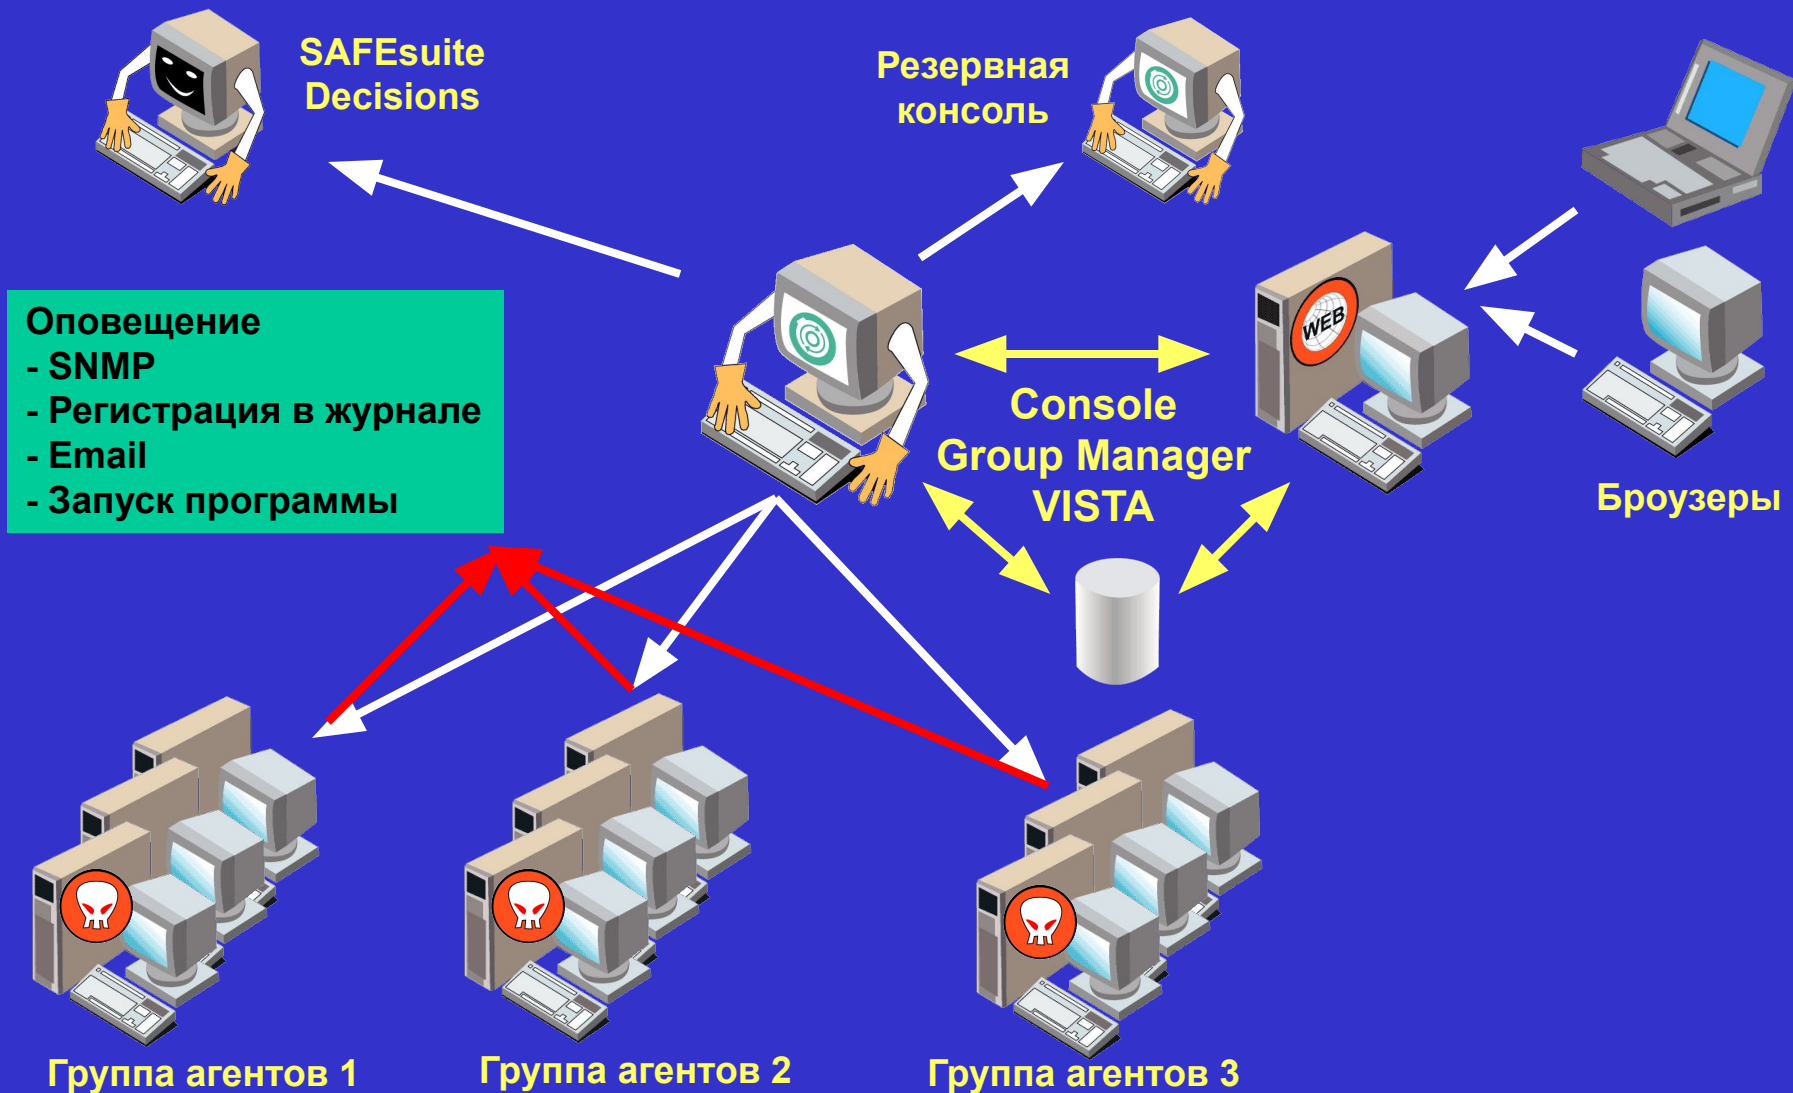 SAFEsuite
Decisions
Резервная
консоль
Оповещение
- SNMP
- Регистрация в журнале
- Email
- Запуск программы
WEB
Console
Group Manager
VISTA
Броузеры
Группа агентов 1
Группа агентов 2
Группа агентов 3